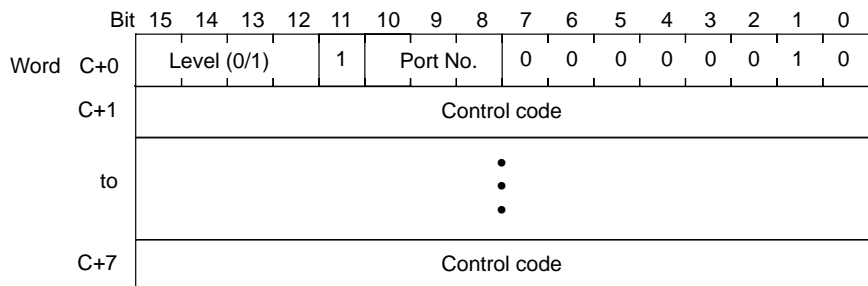 Bit 15 14 13 12 11 10 9 8 7 6 5 4 3 2 1 0
Word C+0 Level (0/1) 1 Port No. 0 0 0 0 0 0 1 0
C+1 Control code
to
C+7 Control code